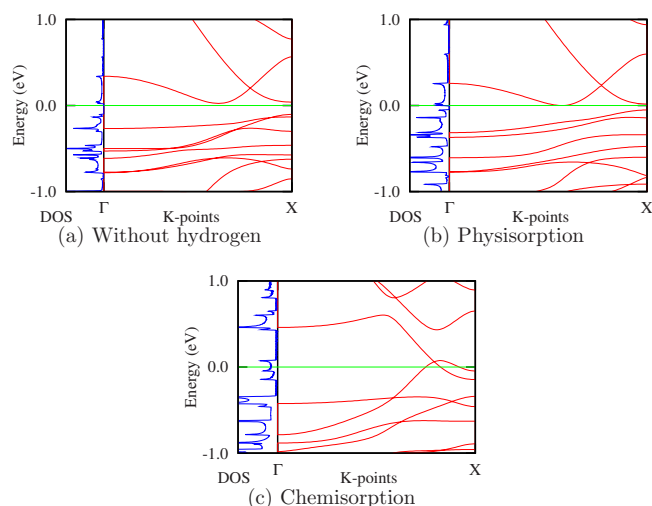 1.0
0.0
-1.0
Energy (eV)
DOS Γ K-points X
(a) Without hydrogen
1.0
0.0
-1.0
Energy (eV)
DOS Γ K-points X
(b) Physisorption
1.0
0.0
-1.0
Energy (eV)
DOS Γ K-points X
(c) Chemisorption